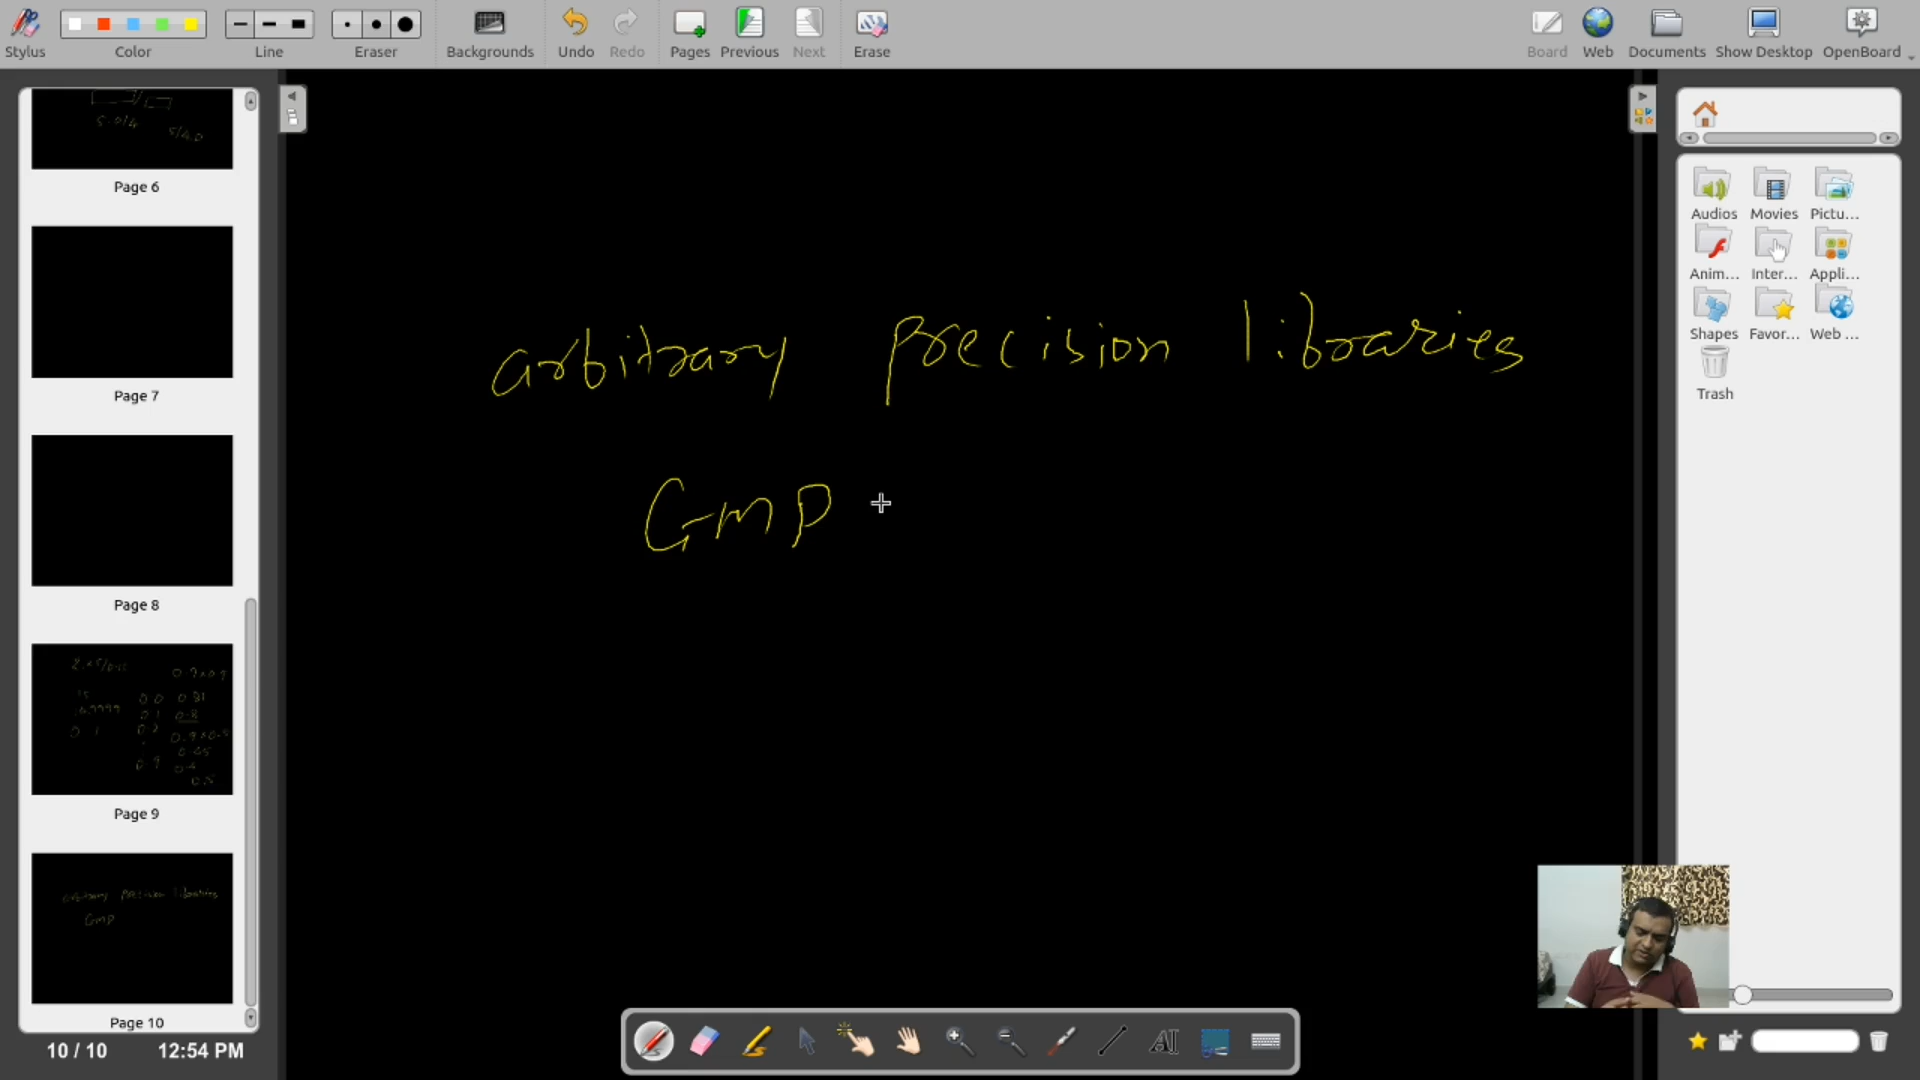 Stylus
Color
Line
Eraser
Backgrounds
Undo
Redo
Pages
Previous
Next
Erase
Board
Web
Documents
Show Desktop
OpenBoard
Page 6
Page 7
Page 8
Page 9
Page 10
10 / 10 12:54 PM
arbitrary precision libraries
GMP
Audios Movies Pictu...
Anim... Inter... Appli...
Shapes Favor... Web ...
Trash